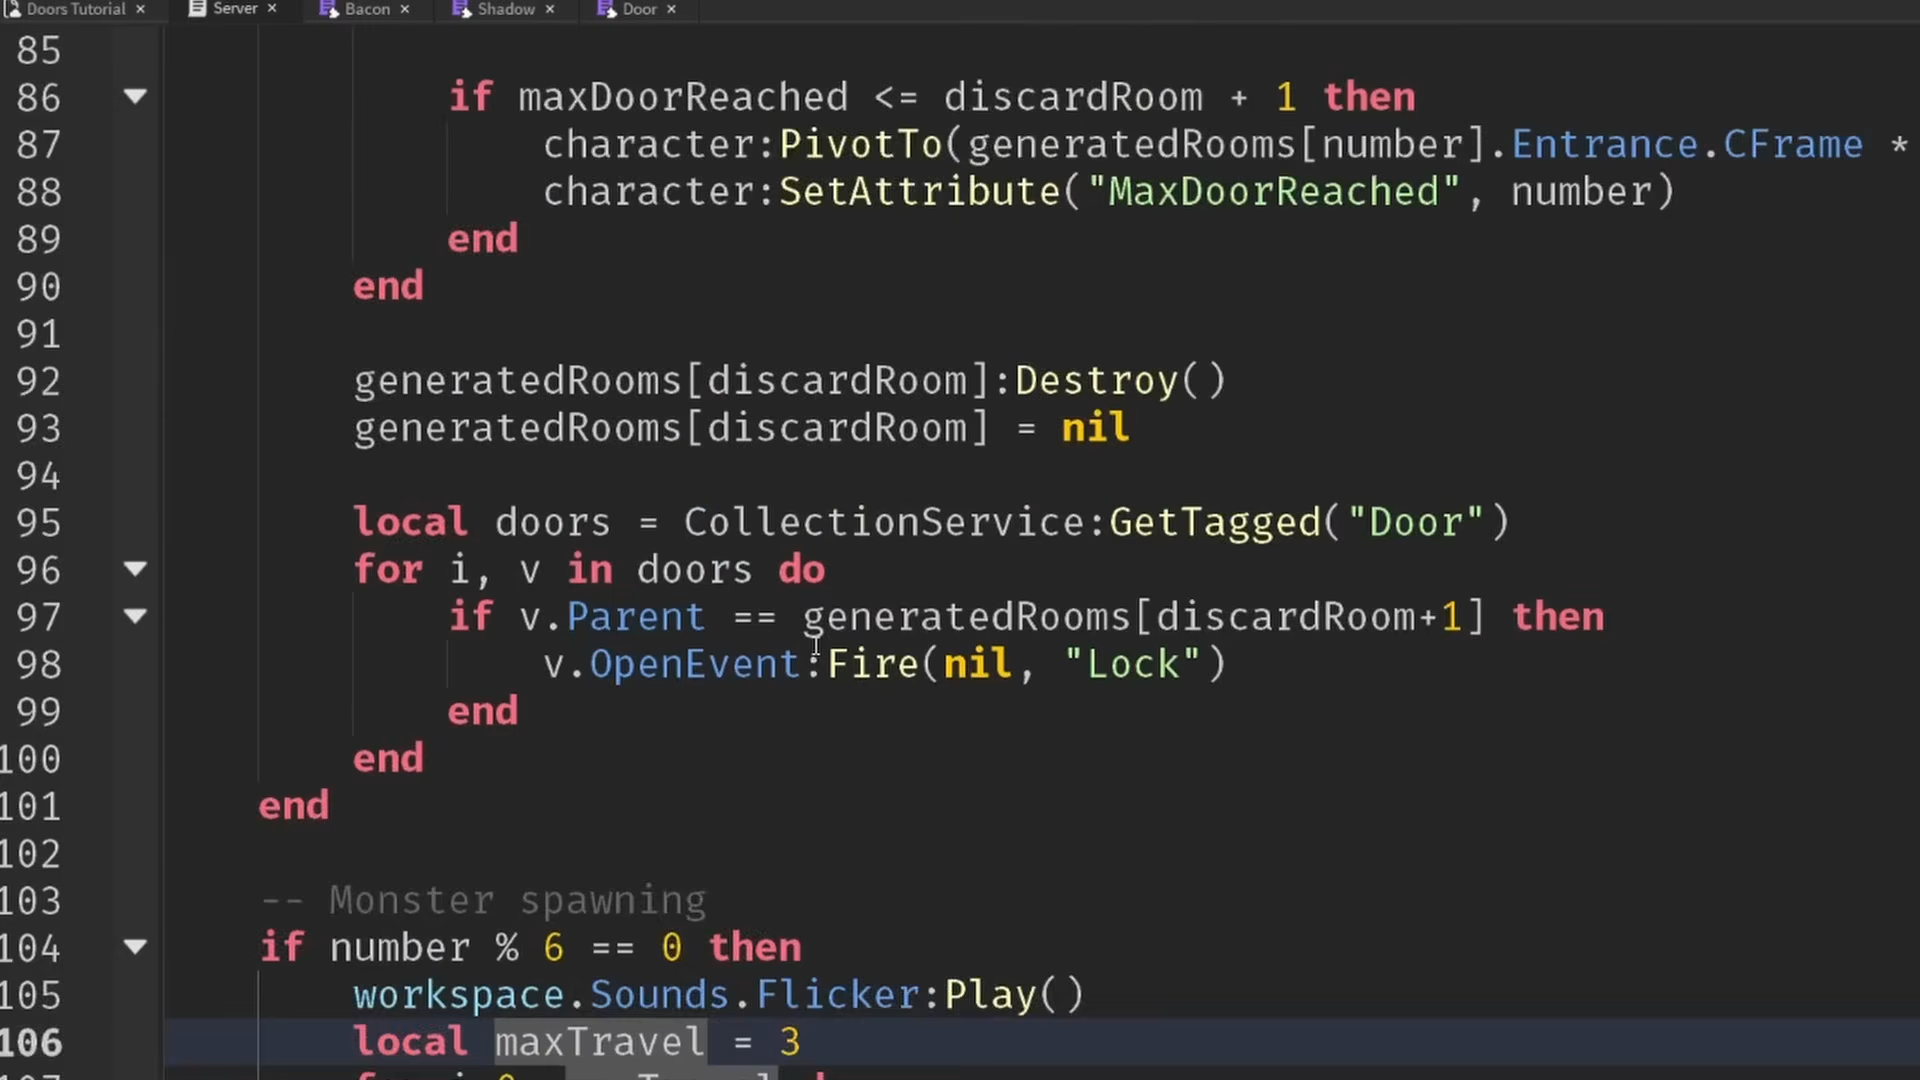 Doors Tutorial × Server × Bacon × Shadow × Door ×
85
86 if maxDoorReached <= discardRoom + 1 then
87 character:PivotTo(generatedRooms[number].Entrance.CFrame *
88 character:SetAttribute("MaxDoorReached", number)
89 end
90 end
91
92 generatedRooms[discardRoom]:Destroy()
93 generatedRooms[discardRoom] = nil
94
95 local doors = CollectionService:GetTagged("Door")
96 for i, v in doors do
97 if v.Parent == generatedRooms[discardRoom+1] then
98 v.OpenEvent:Fire(nil, "Lock")
99 end
100 end
101 end
102
103 -- Monster spawning
104 if number % 6 == 0 then
105 workspace.Sounds.Flicker:Play()
106 local maxTravel = 3